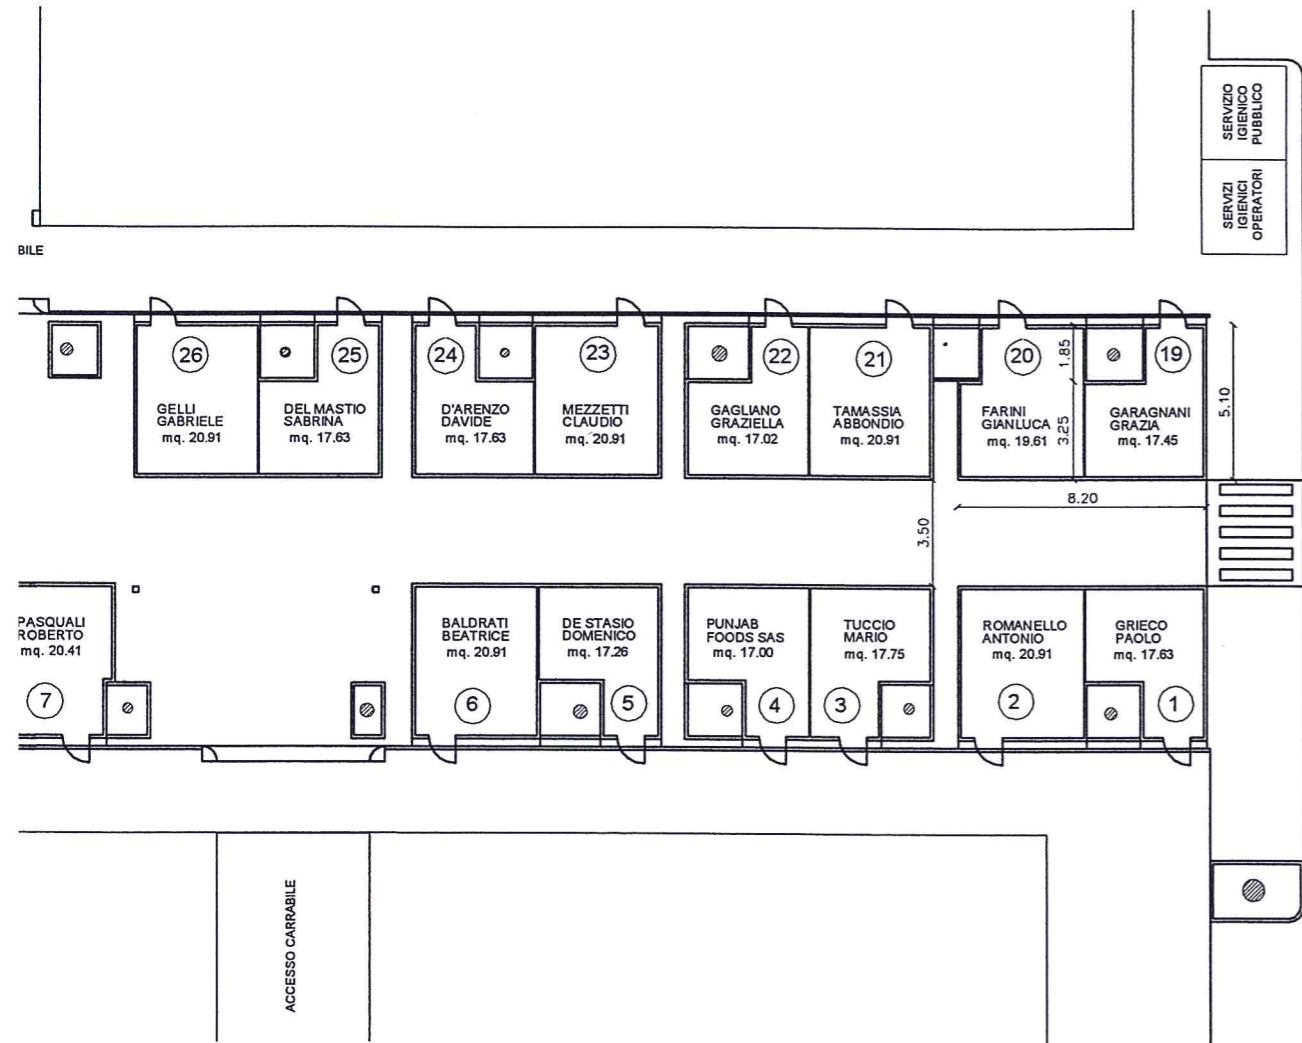 SERVIZIO
IGIENICO
PUBBLICO
SERVIZI
IGIENICI
OPERATORI
BILE
26
25
24
23
22
21
20
19
1.85
5.10
GELLI
GABRIELE
mq. 20.91
DEL MASTIO
SABRINA
mq. 17.63
D'ARENZO
DAVIDE
mq. 17.63
MEZZETTI
CLAUDIO
mq. 20.91
GAGLIANO
GRAZIELLA
mq. 17.02
TAMASSIA
ABBONDIO
mq. 20.91
FARINI
GIANLUCA
mq. 19.61
3.25
GARAGNANI
GRAZIA
mq. 17.45
8.20
3.50
PASQUALI
ROBERTO
mq. 20.41
BALDRATI
BEATRICE
mq. 20.91
DE STASIO
DOMENICO
mq. 17.26
PUNJAB
FOODS SAS
mq. 17.00
TUCCIO
MARIO
mq. 17.75
ROMANELLO
ANTONIO
mq. 20.91
GRIECO
PAOLO
mq. 17.63
7
6
5
4
3
2
1
ACCESSO CARRABILE